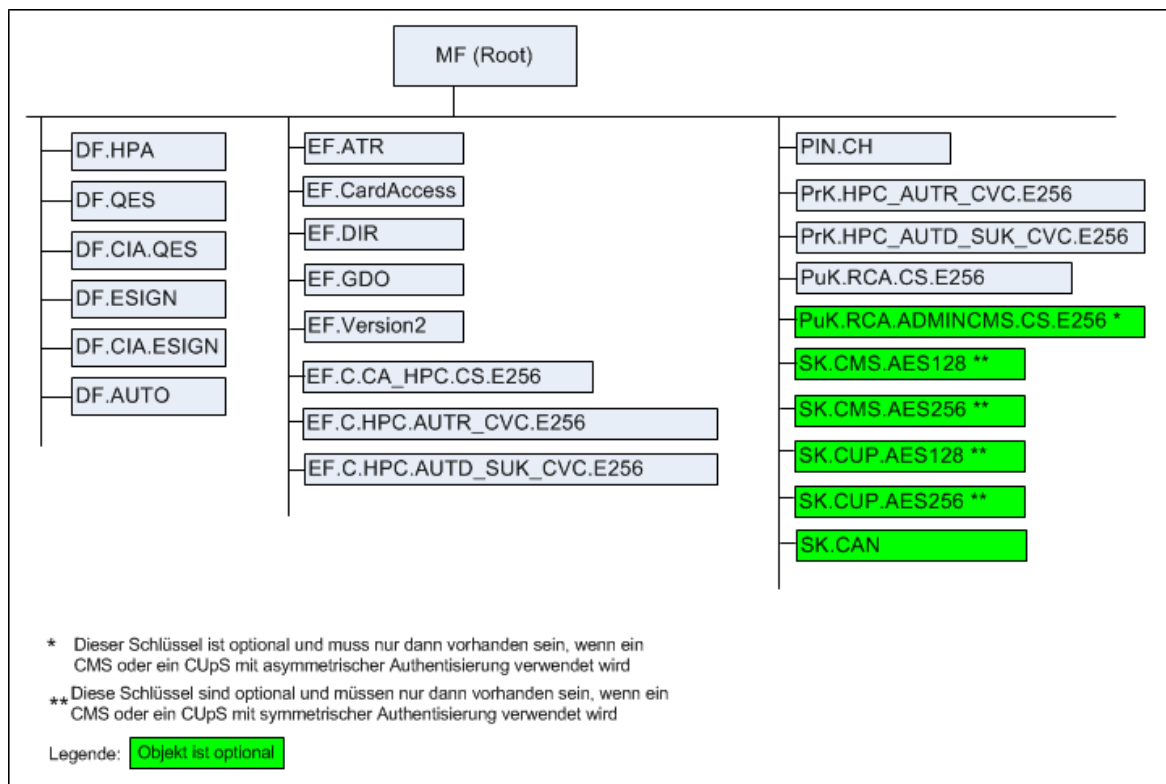 MF (Root)
DF.HPA
DF.QES
DF.CIA.QES
DF.ESIGN
DF.CIA.ESIGN
DF.AUTO
EF.ATR
EF.CardAccess
EF.DIR
EF.GDO
EF.Version2
EF.C.CA_HPC.CS.E256
EF.C.HPC.AUTR_CVC.E256
EF.C.HPC.AUTD_SUK_CVC.E256
PIN.CH
PrK.HPC_AUTR_CVC.E256
PrK.HPC_AUTD_SUK_CVC.E256
PuK.RCA.CS.E256
PuK.RCA.ADMINCMS.CS.E256 *
SK.CMS.AES128 **
SK.CMS.AES256 **
SK.CUP.AES128 **
SK.CUP.AES256 **
SK.CAN
* Dieser Schlüssel ist optional und muss nur dann vorhanden sein, wenn ein
CMS oder ein CUpS mit asymmetrischer Authentisierung verwendet wird
** Diese Schlüssel sind optional und müssen nur dann vorhanden sein, wenn ein
CMS oder ein CUpS mit symmetrischer Authentisierung verwendet wird
Legende: Objekt ist optional